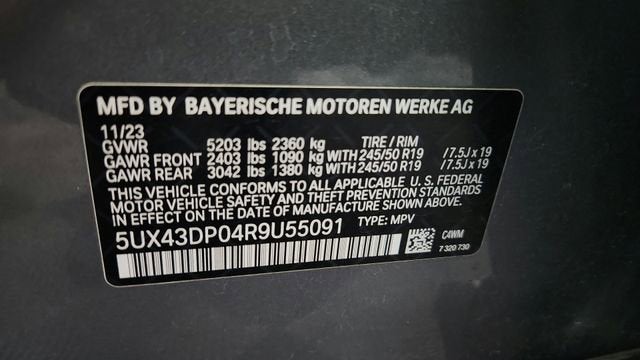 MFD BY BAYERISCHE MOTOREN WERKE AG
11/23
GVWR 5203 lbs 2360 kg TIRE / RIM
GAWR FRONT 2403 lbs 1090 kg WITH 245/50 R19 /7.5J x 19
GAWR REAR 3042 lbs 1380 kg WITH 245/50 R19 /7.5J x 19
THIS VEHICLE CONFORMS TO ALL APPLICABLE U.S. FEDERAL
MOTOR VEHICLE SAFETY AND THEFT PREVENTION STANDARDS
IN EFFECT ON THE DATE OF MANUFACTURE SHOWN ABOVE.
5UX43DP04R9U55091 TYPE: MPV
C4WM
7 320 730